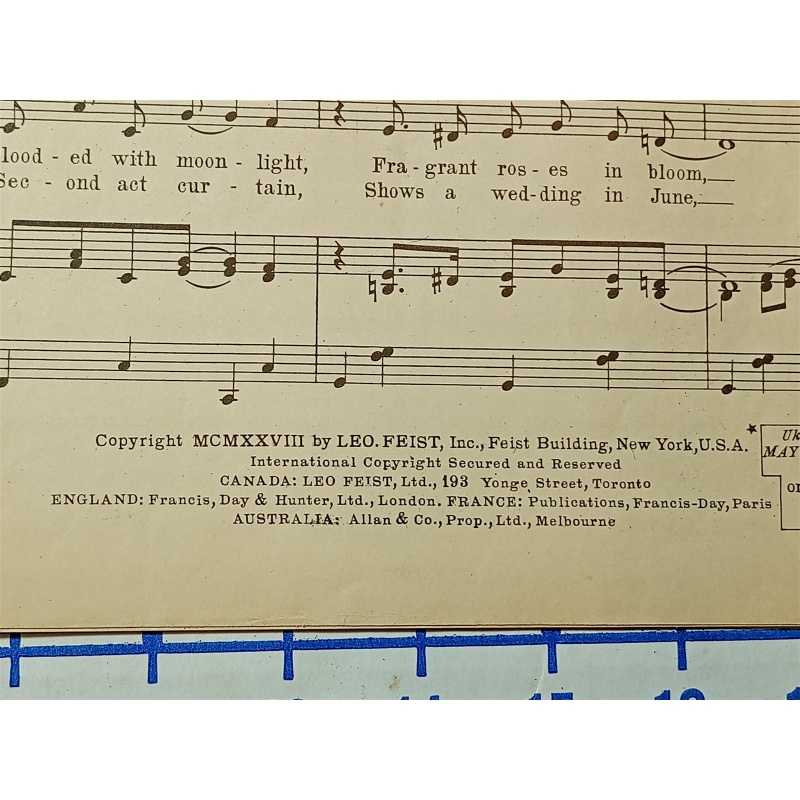 lood - ed with moon - light, Fra - grant ros - es in bloom,
Sec - ond act cur - tain, Shows a wed - ding in June,
Copyright MCMXXVIII by LEO. FEIST, Inc., Feist Building, New York, U.S.A.
International Copyright Secured and Reserved
CANADA: LEO FEIST, Ltd., 193 Yonge Street, Toronto
ENGLAND: Francis, Day & Hunter, Ltd., London. FRANCE: Publications, Francis-Day, Paris
AUSTRALIA: Allan & Co., Prop., Ltd., Melbourne
★ Uk
MAY
or